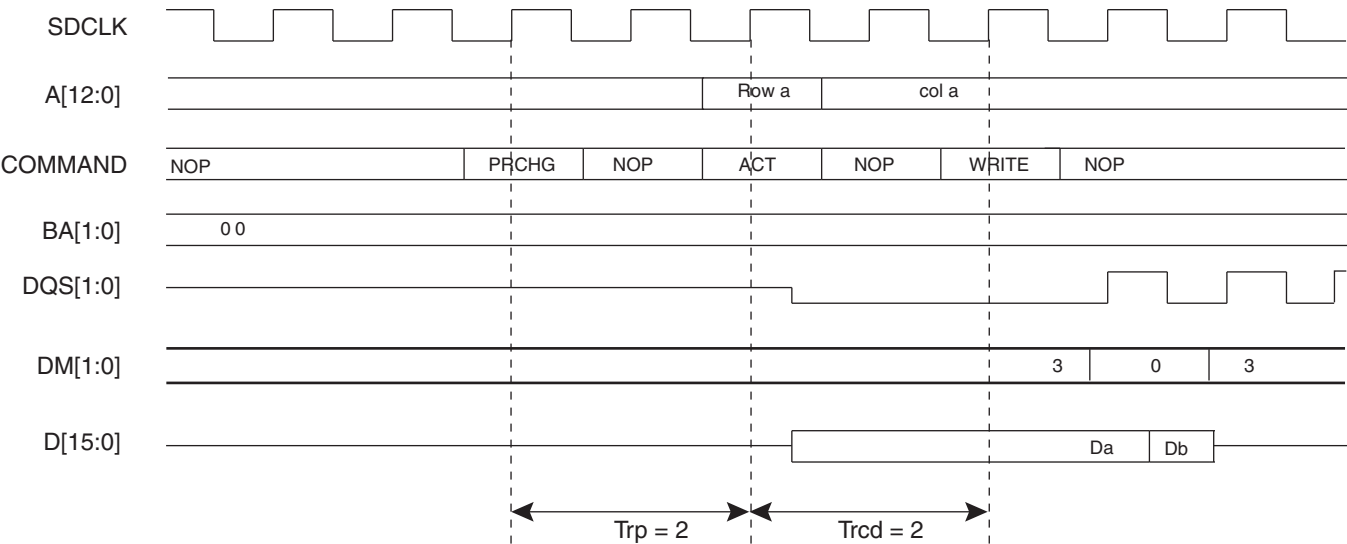 SDCLK
A[12:0] Row a col a
COMMAND NOP PRCHG NOP ACT NOP WRITE NOP
BA[1:0] 0 0
DQS[1:0]
DM[1:0] 3 0 3
D[15:0] Da Db
Trp = 2 Trcd = 2